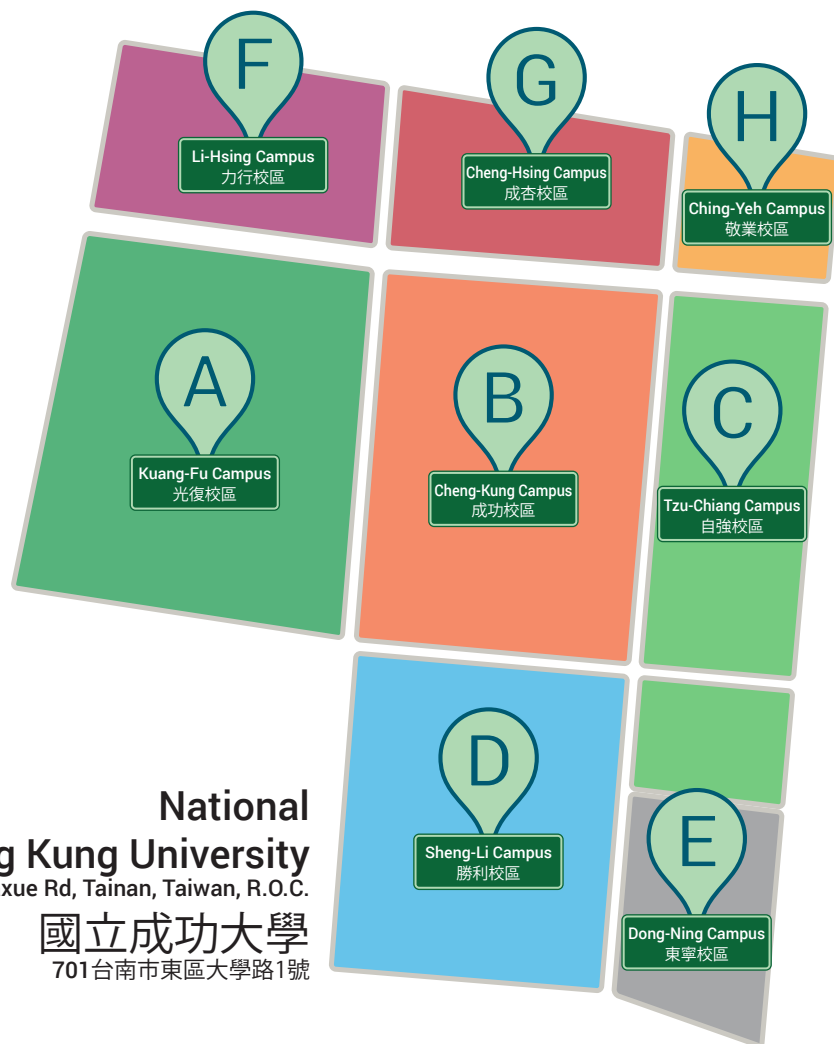 F
Li-Hsing Campus
力行校區
G
Cheng-Hsing Campus
成杏校區
H
Ching-Yeh Campus
敬業校區
A
Kuang-Fu Campus
光復校區
B
Cheng-Kung Campus
成功校區
C
Tzu-Chiang Campus
自強校區
D
Sheng-Li Campus
勝利校區
E
Dong-Ning Campus
東寧校區
National
g Kung University
xue Rd, Tainan, Taiwan, R.O.C.
國立成功大學
701台南市東區大學路1號